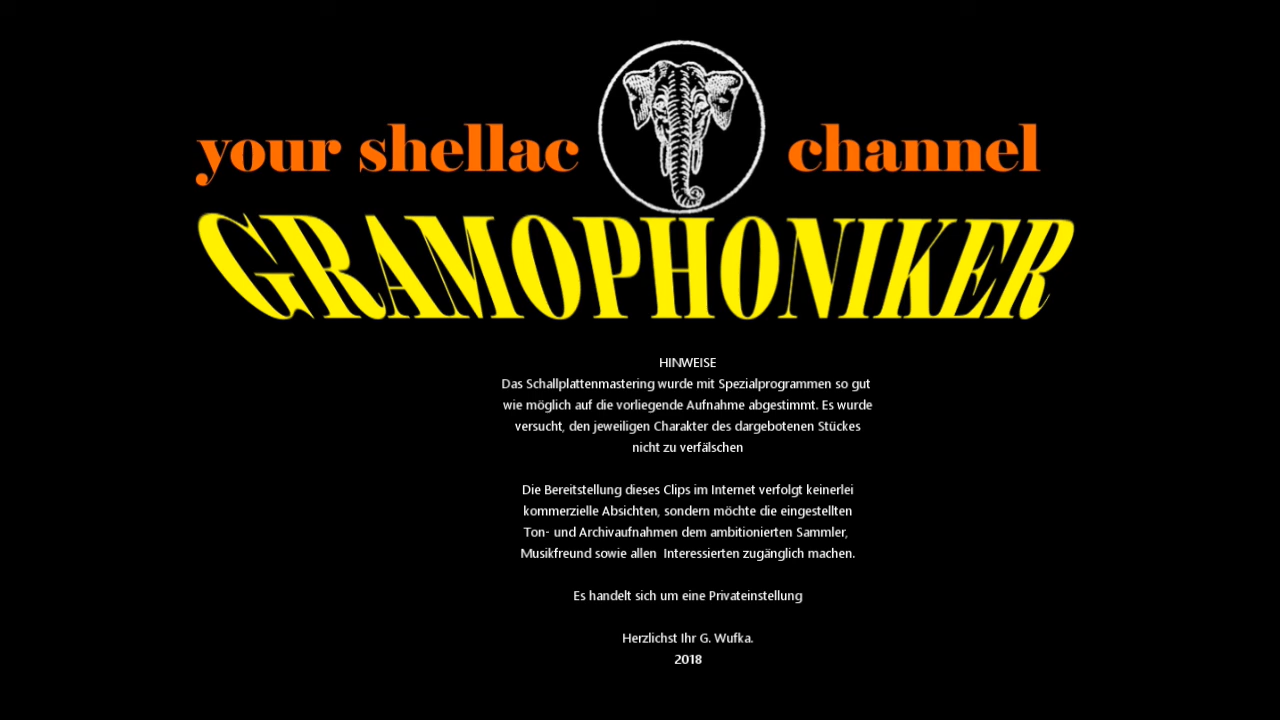 your shellac channel
GRAMOPHONIKER
HINWEISE
Das Schallplattenmastering wurde mit Spezialprogrammen so gut
wie möglich auf die vorliegende Aufnahme abgestimmt. Es wurde
versucht, den jeweiligen Charakter des dargebotenen Stückes
nicht zu verfälschen
Die Bereitstellung dieses Clips im Internet verfolgt keinerlei
kommerzielle Absichten, sondern möchte die eingestellten
Ton- und Archivaufnahmen dem ambitionierten Sammler,
Musikfreund sowie allen Interessierten zugänglich machen.
Es handelt sich um eine Privateinstellung
Herzlichst Ihr G. Wufka.
2018